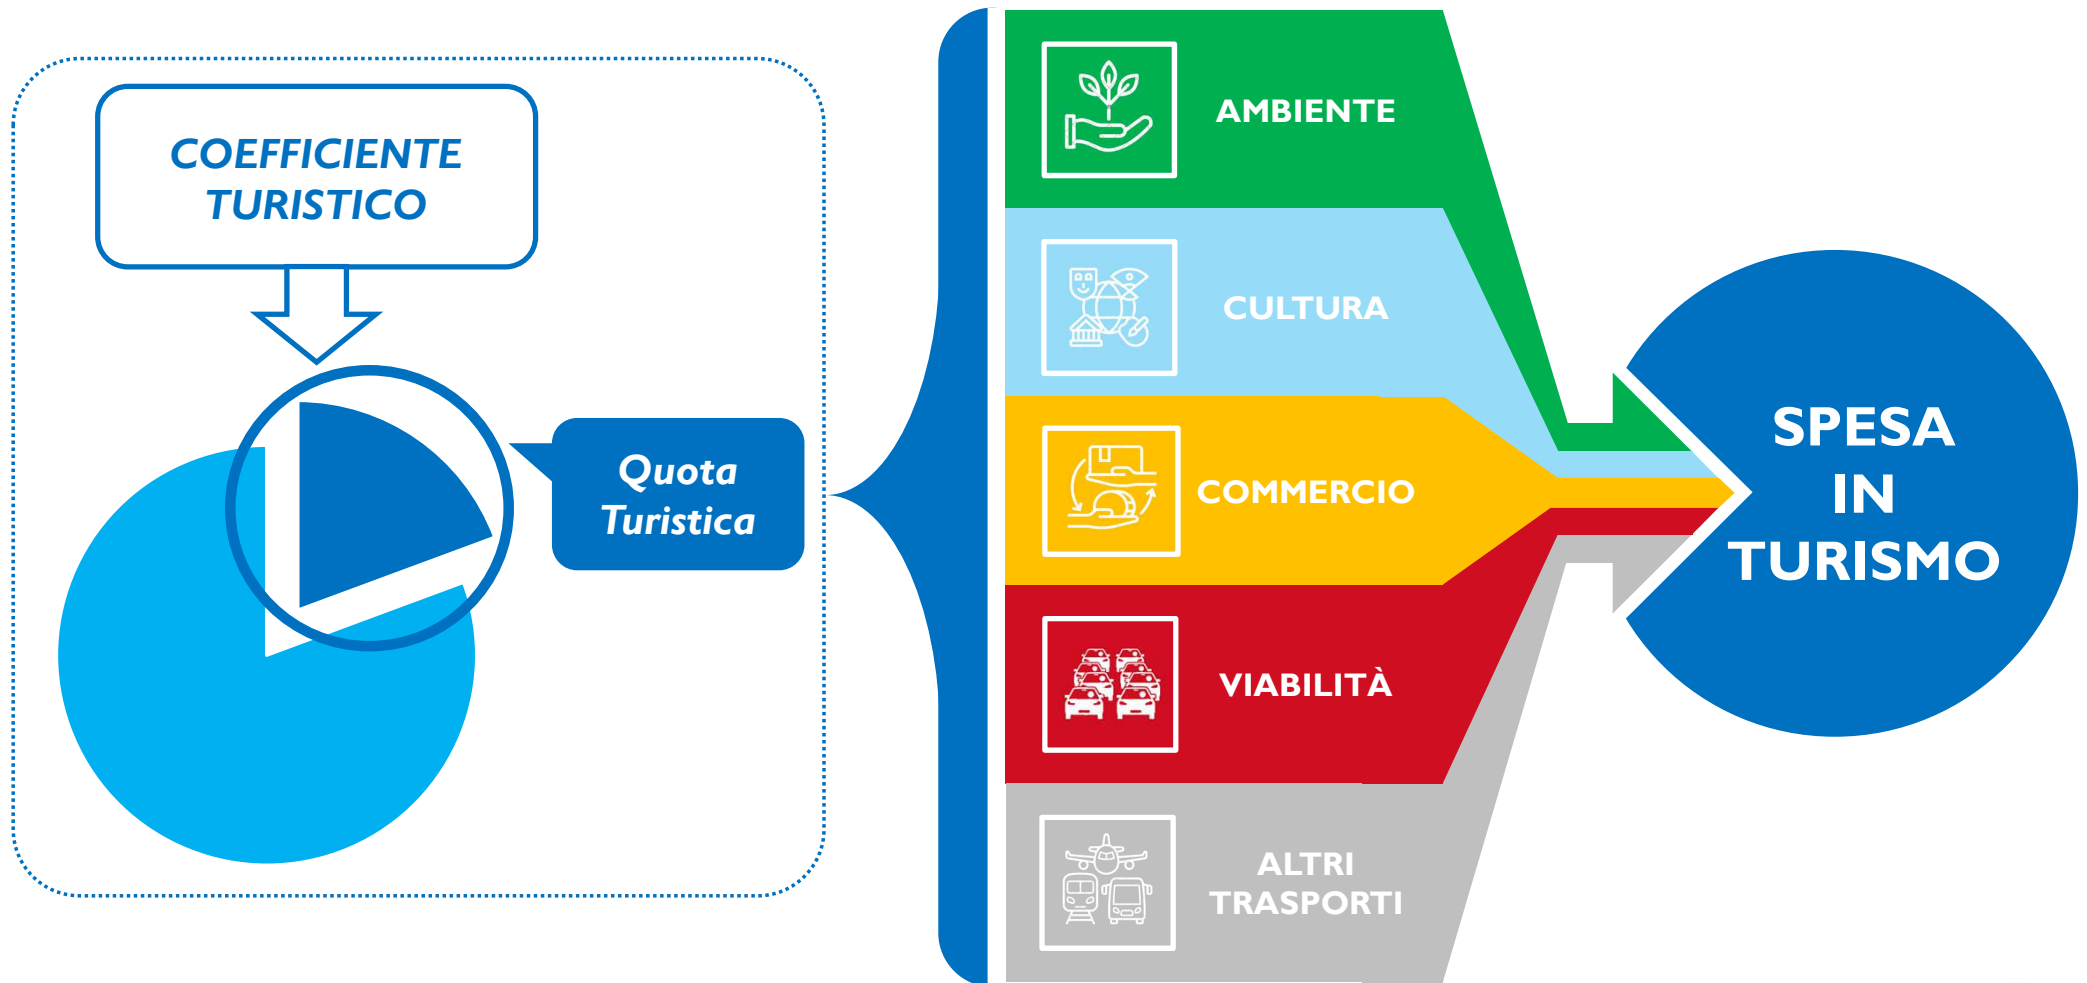 COEFFICIENTE
TURISTICO
Quota
Turistica
AMBIENTE
CULTURA
COMMERCIO
VIABILITÀ
ALTRI
TRASPORTI
SPESA
IN
TURISMO